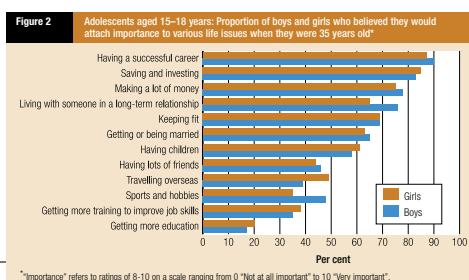 Figure 2
Adolescents aged 15–18 years: Proportion of boys and girls who believed they would
attach importance to various life issues when they were 35 years old*
Having a successful career
Saving and investing
Making a lot of money
Living with someone in a long-term relationship
Keeping fit
Getting or being married
Having children
Having lots of friends
Travelling overseas
Sports and hobbies
Getting more training to improve job skills
Getting more education
Girls
Boys
0 10 20 30 40 50 60 70 80 90 100
Per cent
*"Importance" refers to ratings of 8-10 on a scale ranging from 0 "Not at all important" to 10 "Very important".